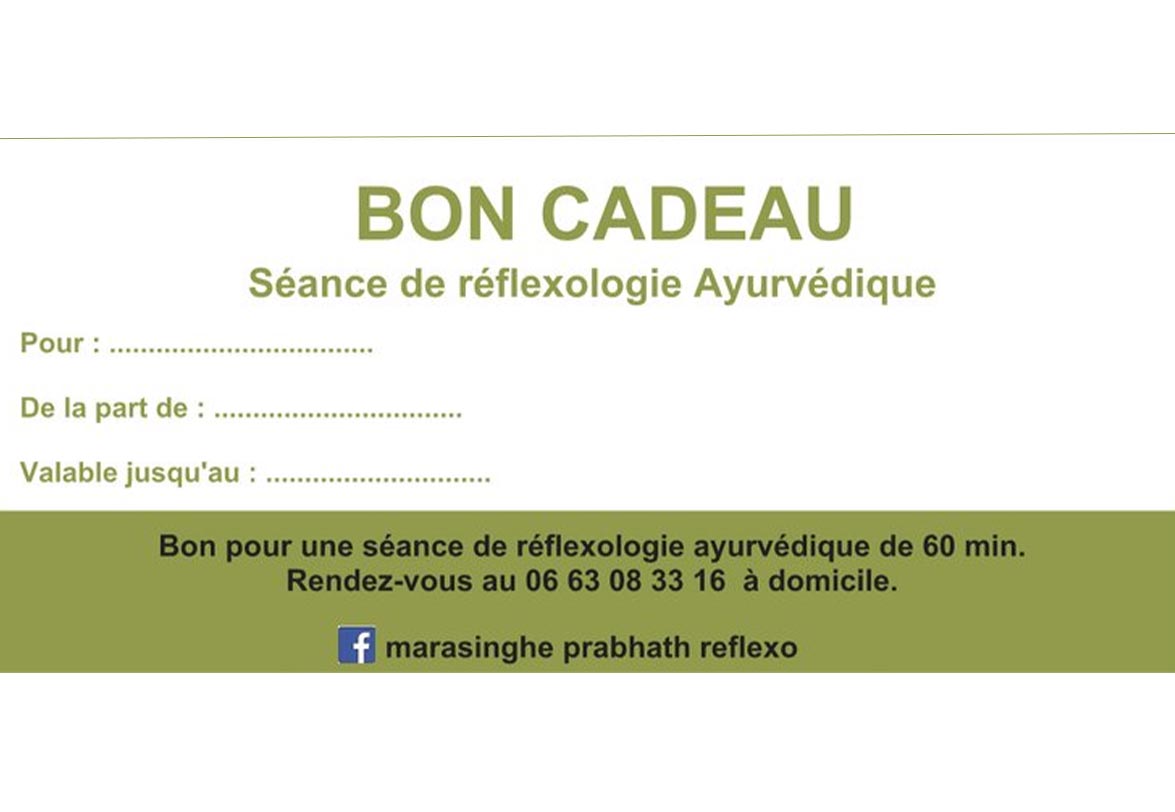 BON CADEAU
Séance de réflexologie Ayurvédique
Pour : ..................................
De la part de : ................................
Valable jusqu'au : .............................
Bon pour une séance de réflexologie ayurvédique de 60 min.
Rendez-vous au 06 63 08 33 16  à domicile.
f marasinghe prabhath reflexo